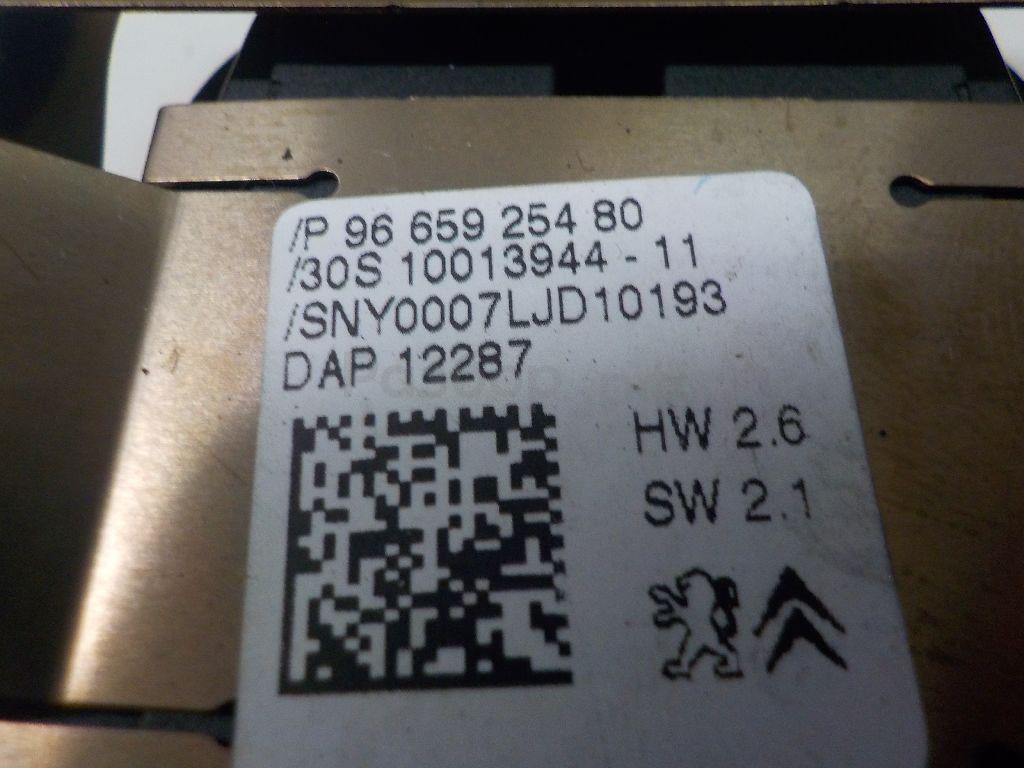 /P 96 659 254 80
/30S 10013944 - 11
/SNY0007LJD10193
DAP 12287
HW 2.6
SW 2.1